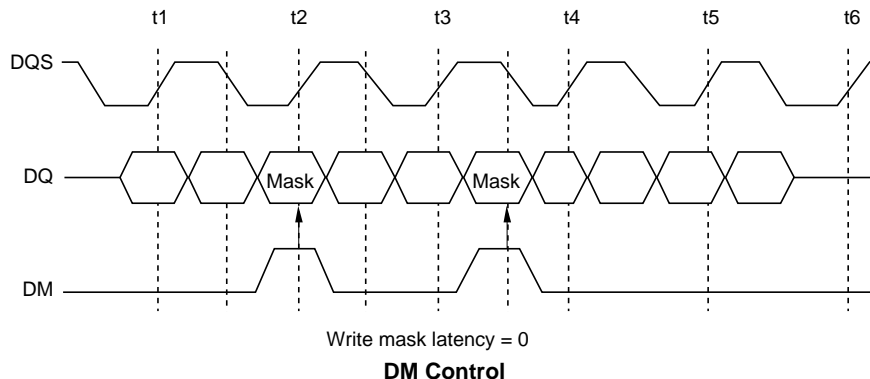 t1 t2 t3 t4 t5 t6
DQS
DQ Mask Mask
DM
Write mask latency = 0
DM Control